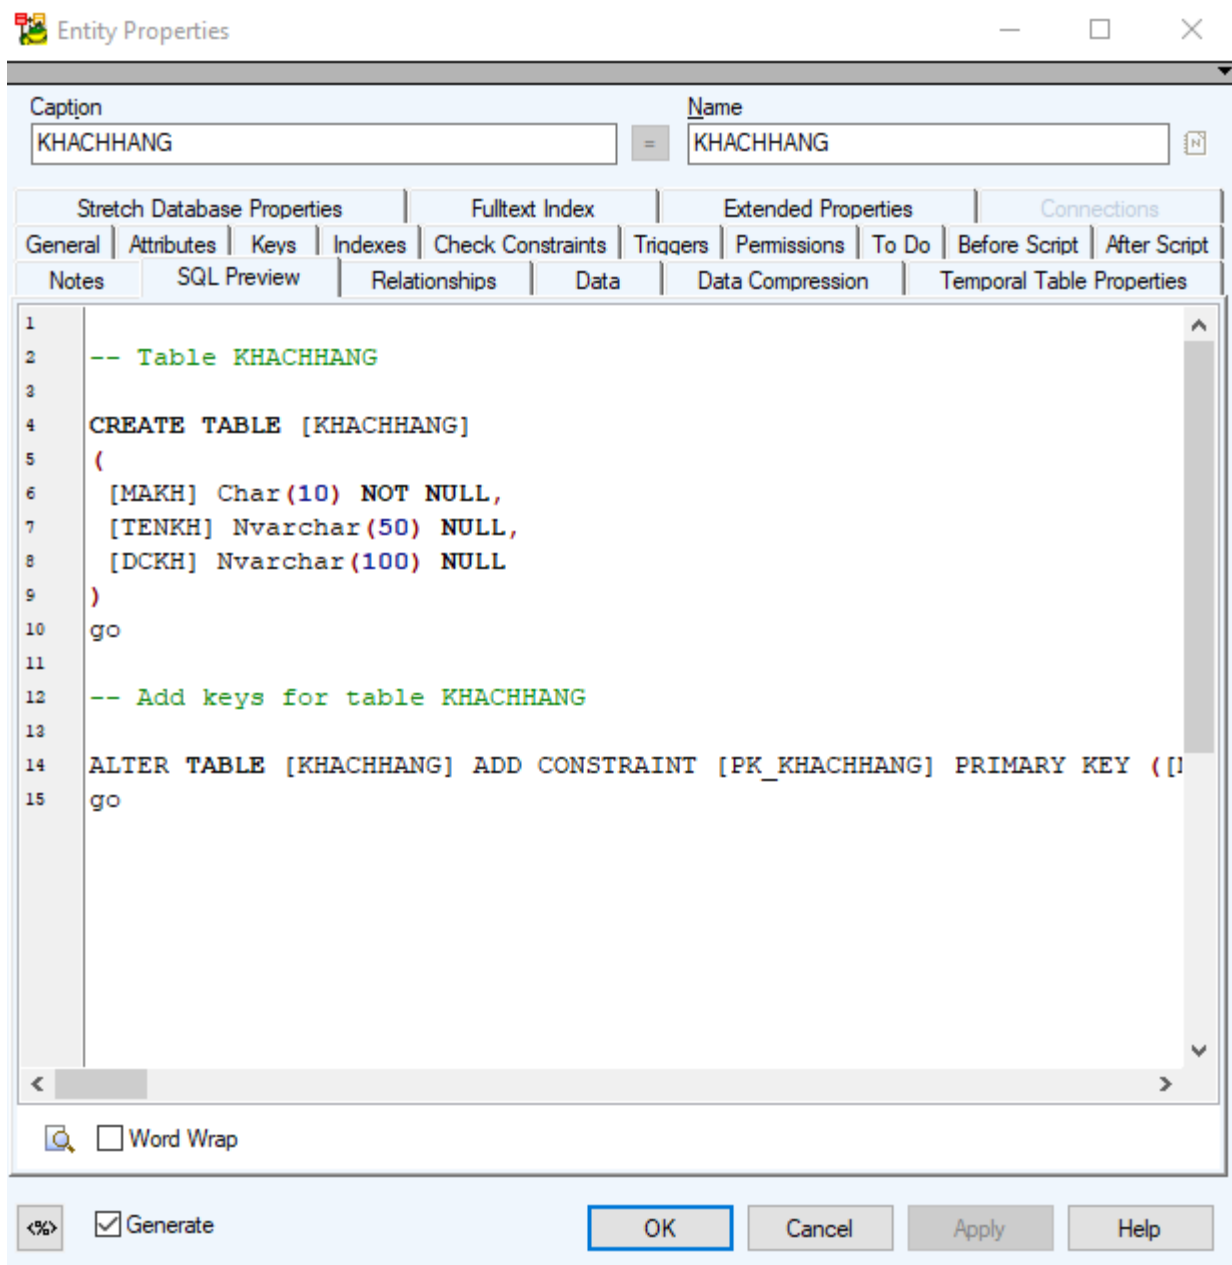 Entity Properties
Caption
Name
KHACHHANG
=
KHACHHANG
Stretch Database Properties
Fulltext Index
Extended Properties
Connections
General
Attributes
Keys
Indexes
Check Constraints
Triggers
Permissions
To Do
Before Script
After Script
Notes
SQL Preview
Relationships
Data
Data Compression
Temporal Table Properties
1
2 -- Table KHACHHANG
3
4 CREATE TABLE [KHACHHANG]
5 (
6 [MAKH] Char(10) NOT NULL,
7 [TENKH] Nvarchar(50) NULL,
8 [DCKH] Nvarchar(100) NULL
9 )
10 go
11
12 -- Add keys for table KHACHHANG
13
14 ALTER TABLE [KHACHHANG] ADD CONSTRAINT [PK_KHACHHANG] PRIMARY KEY ([
15 go
Word Wrap
<%>
Generate
OK
Cancel
Apply
Help